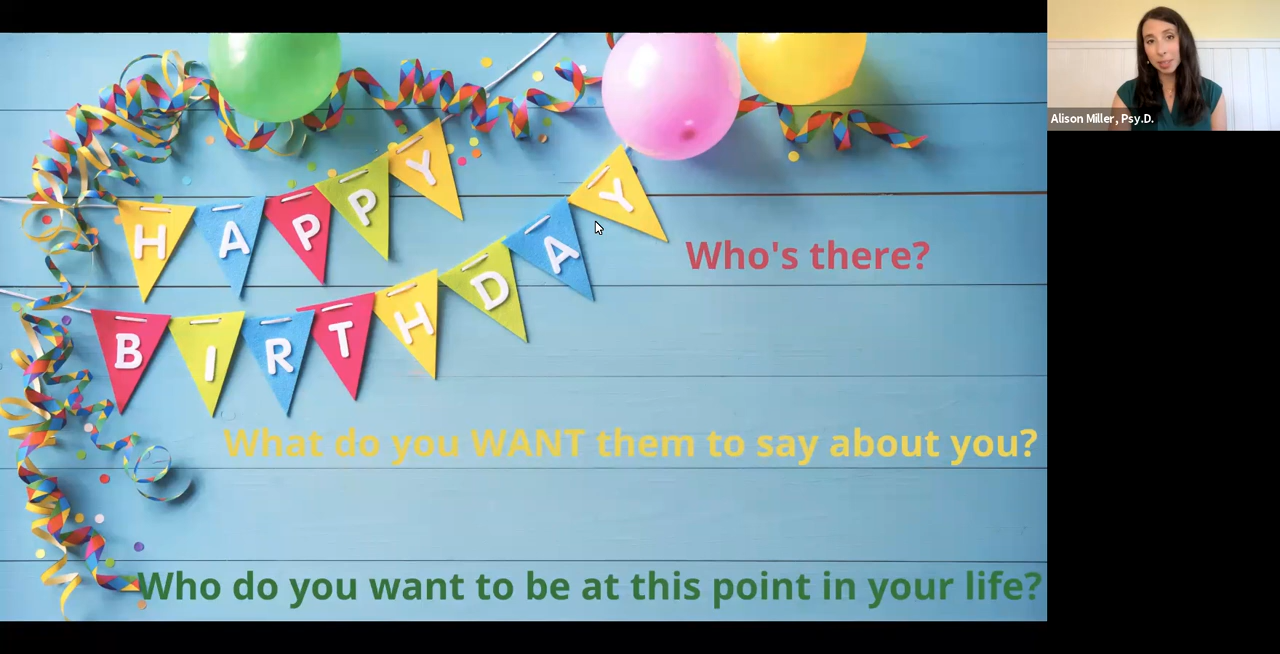 Alison Miller, Psy.D.
HAPPY
BIRTHDAY
Who's there?
What do you WANT them to say about you?
Who do you want to be at this point in your life?